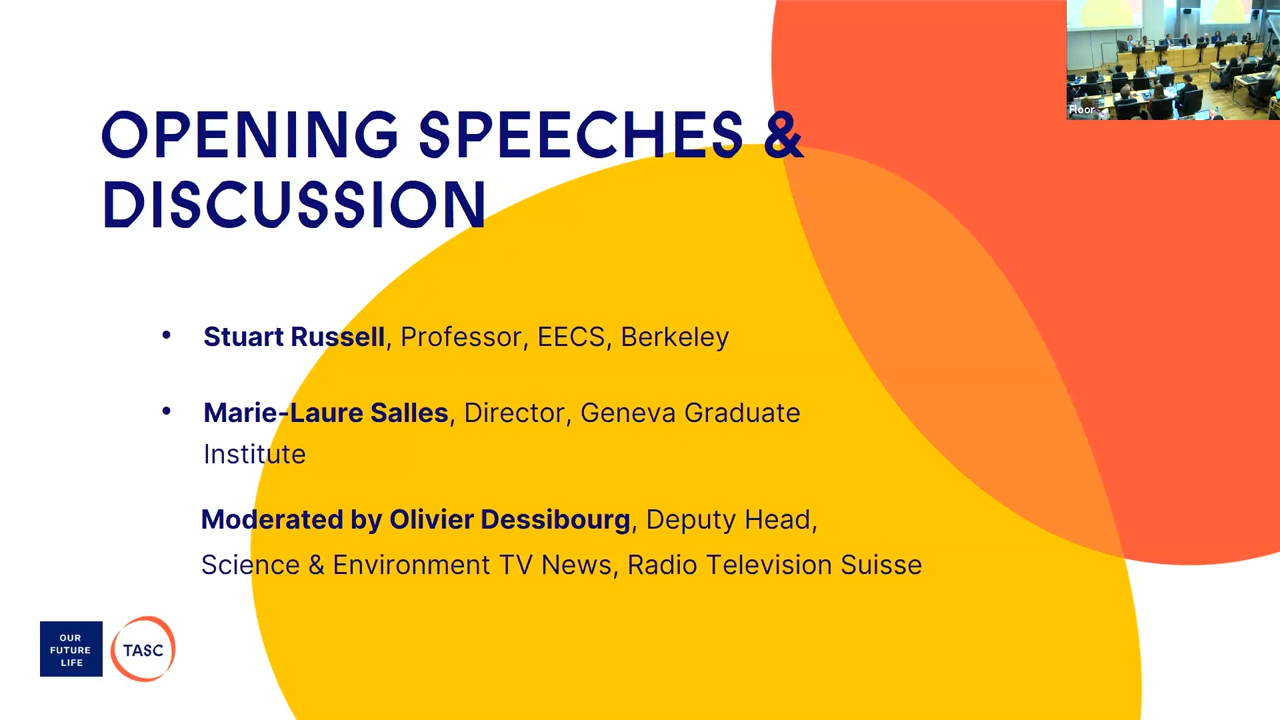 Floor
OPENING SPEECHES &
DISCUSSION
• Stuart Russell, Professor, EECS, Berkeley
• Marie-Laure Salles, Director, Geneva Graduate
Institute
Moderated by Olivier Dessibourg, Deputy Head,
Science & Environment TV News, Radio Television Suisse
OUR
FUTURE
LIFE
TASC